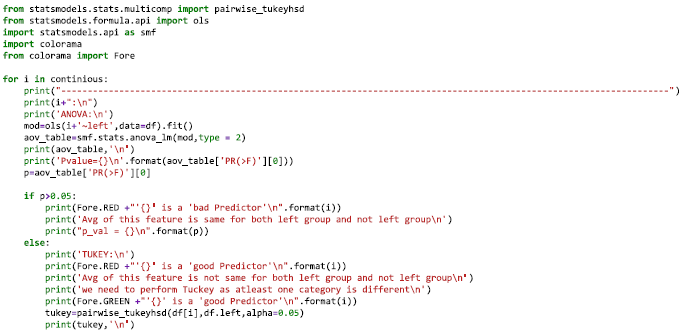 from statsmodels.stats.multicomp import pairwise_tukeyhsd
from statsmodels.formula.api import ols
import statsmodels.api as smf
import colorama
from colorama import Fore
for i in continious:
print("---------------------------------------------------------------------------------------------------------")
print(i+":\n")
print('ANOVA:\n')
mod=ols(i+'~left',data=df).fit()
aov_table=smf.stats.anova_lm(mod,type = 2)
print(aov_table,'\n')
print('Pvalue={}\n'.format(aov_table['PR(>F)'][0]))
p=aov_table['PR(>F)'][0]
if p>0.05:
print(Fore.RED +"'{}' is a 'bad Predictor'\n".format(i))
print('Avg of this feature is same for both left group and not left group\n')
print("p_val = {}\n".format(p))
else:
print('TUKEY:\n')
print(Fore.RED +"'{}' is a 'good Predictor'\n".format(i))
print('Avg of this feature is not same for both left group and not left group\n')
print('we need to perform Tuckey as atleast one category is different\n')
print(Fore.GREEN +"'{}' is a 'good Predictor'\n".format(i))
tukey=pairwise_tukeyhsd(df[i],df.left,alpha=0.05)
print(tukey,'\n')